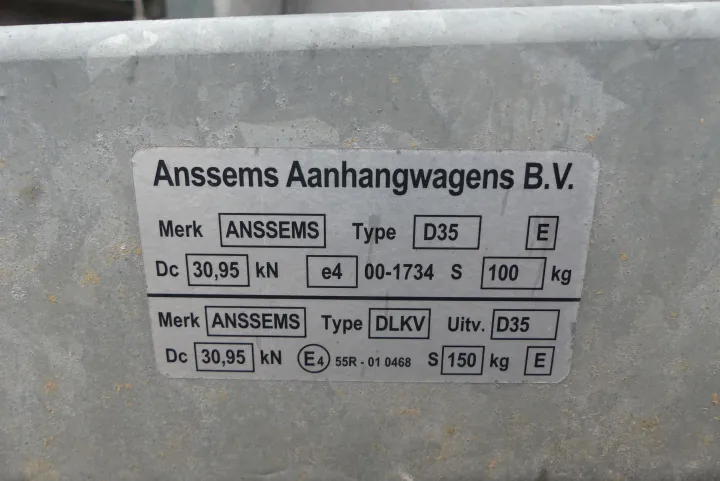 Anssems Aanhangwagens B.V.
Merk ANSSEMS Type D35 E
Dc 30,95 kN e4 00-1734 S 100 kg
Merk ANSSEMS Type DLKV Uitv. D35
Dc 30,95 kN E4 55R - 01 0468 S 150 kg E